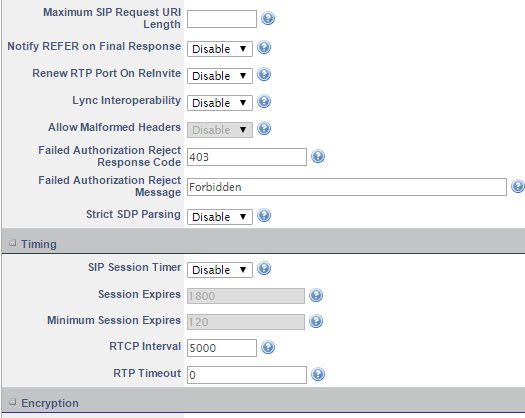 Maximum SIP Request URI
Length
Notify REFER on Final Response Disable
Renew RTP Port On ReInvite Disable
Lync Interoperability Disable
Allow Malformed Headers Disable
Failed Authorization Reject
Response Code 403
Failed Authorization Reject
Message Forbidden
Strict SDP Parsing Disable
Timing
SIP Session Timer Disable
Session Expires 1800
Minimum Session Expires 120
RTCP Interval 5000
RTP Timeout 0
Encryption